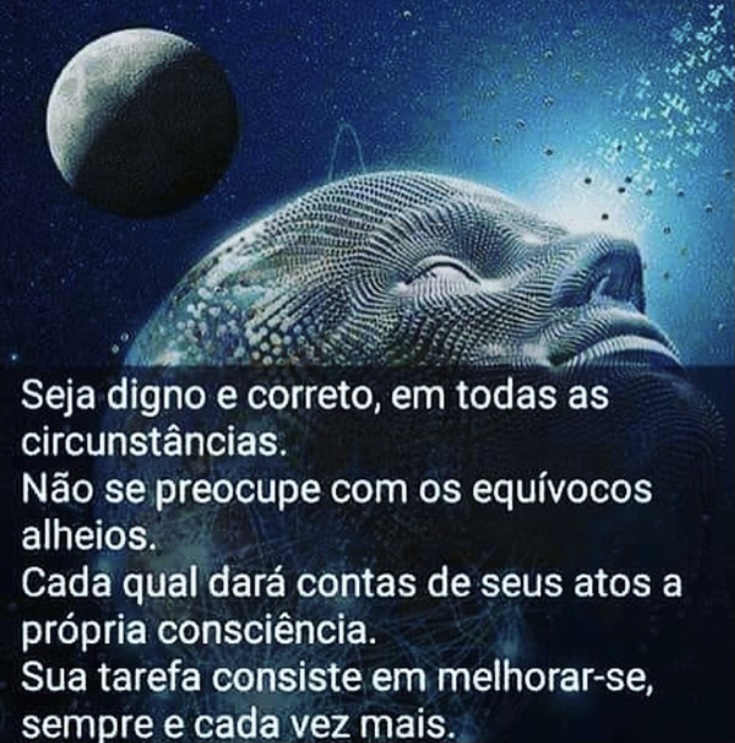 Seja digno e correto, em todas as
circunstâncias.
Não se preocupe com os equívocos
alheios.
Cada qual dará contas de seus atos a
própria consciência.
Sua tarefa consiste em melhorar-se,
sempre e cada vez mais.